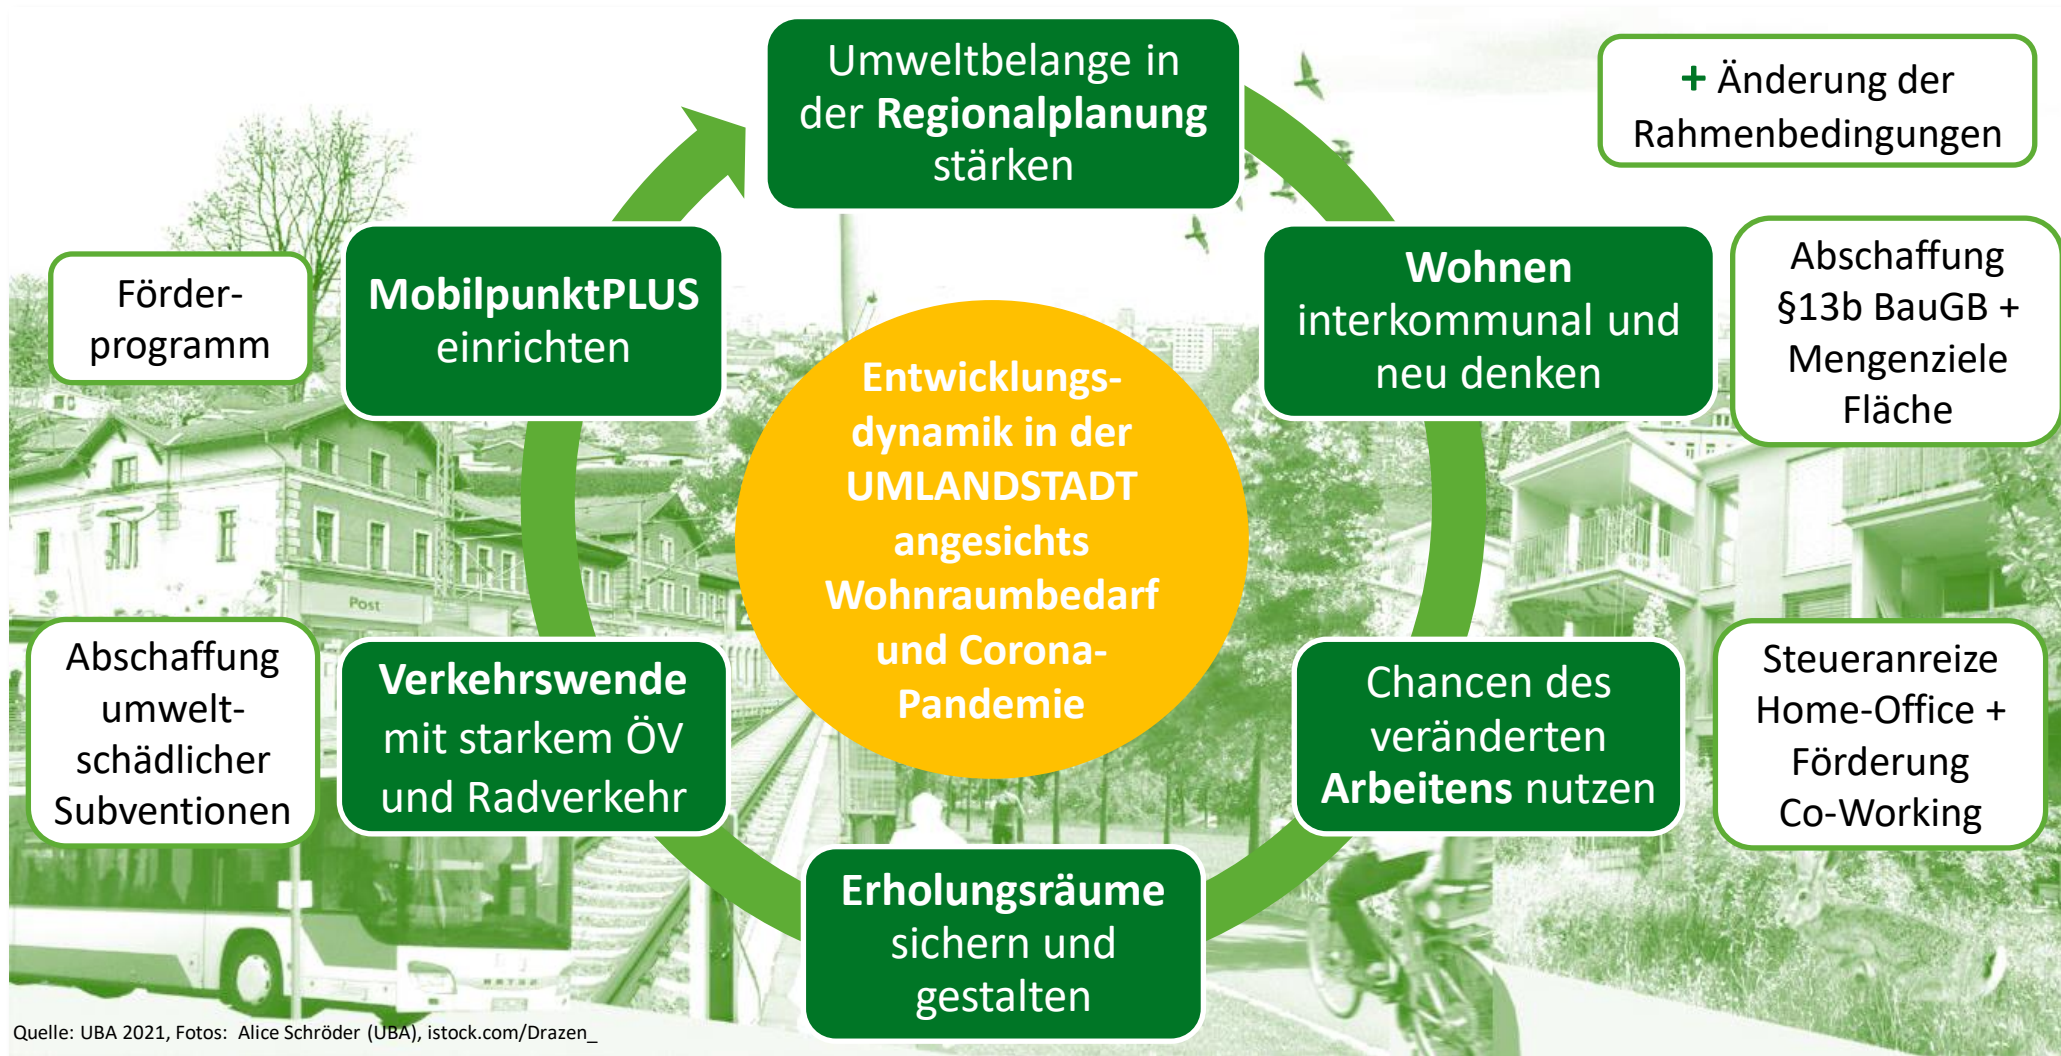 Umweltbelange in
der Regionalplanung
stärken
+ Änderung der
Rahmenbedingungen
Wohnen
interkommunal und
neu denken
Abschaffung
§13b BauGB +
Mengenziele
Fläche
Chancen des
veränderten
Arbeitens nutzen
Steueranreize
Home-Office +
Förderung
Co-Working
Erholungsräume
sichern und
gestalten
Verkehrswende
mit starkem ÖV
und Radverkehr
Abschaffung
umwelt-
schädlicher
Subventionen
MobilpunktPLUS
einrichten
Förder-
programm
Entwicklungs-
dynamik in der
UMLANDSTADT
angesichts
Wohnraumbedarf
und Corona-
Pandemie
Post
Quelle: UBA 2021, Fotos: Alice Schröder (UBA), istock.com/Drazen_